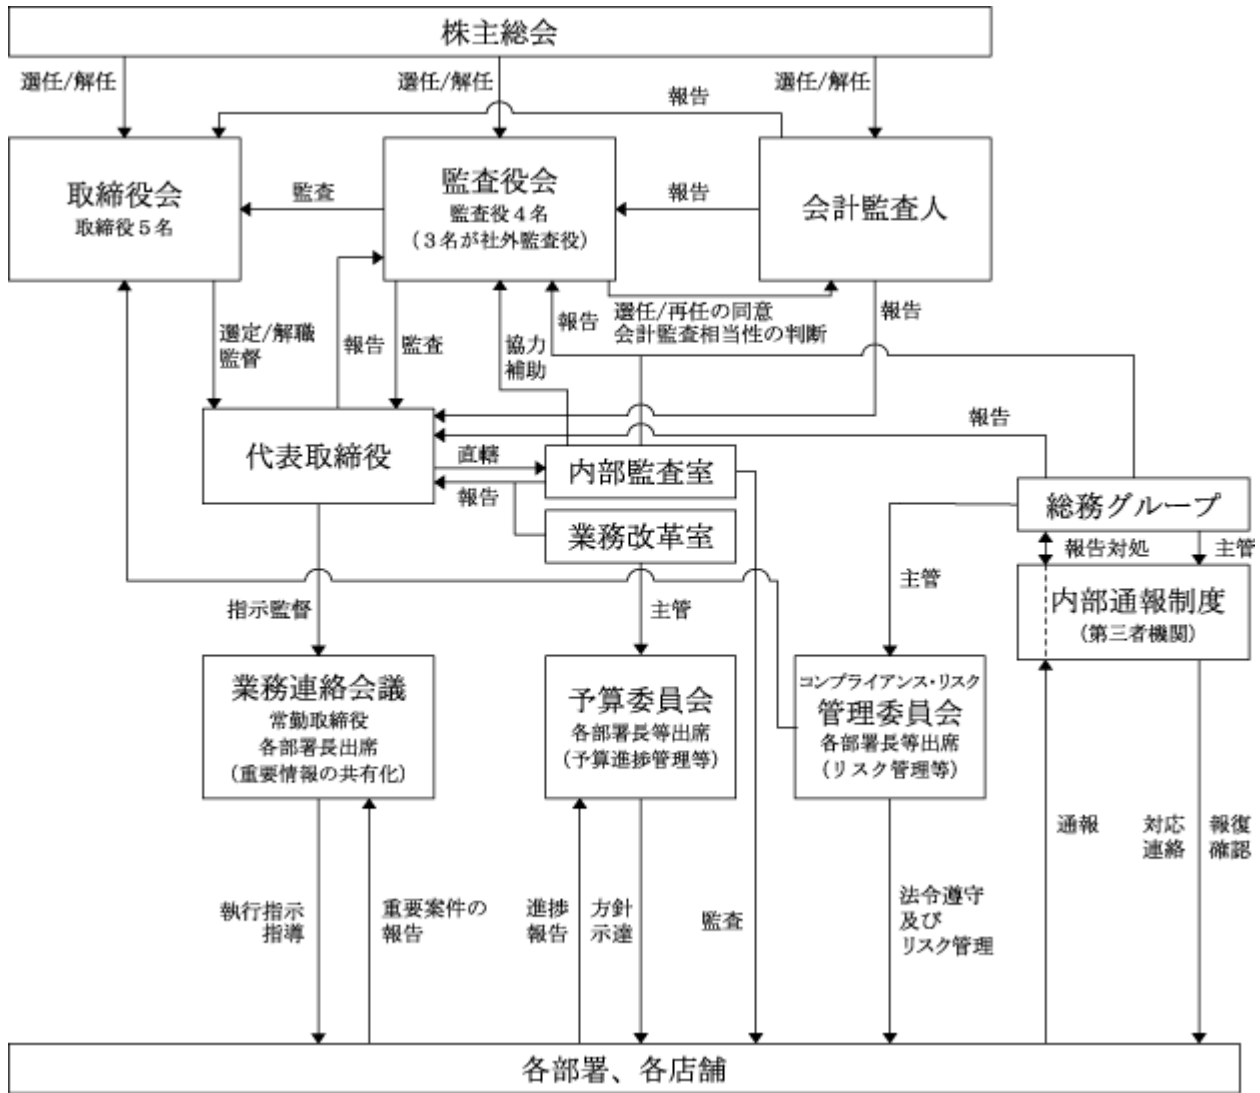 株主総会
選任/解任
選任/解任
選任/解任
報告
取締役会
取締役５名
監査
監査役会
監査役４名
(３名が社外監査役)
報告
会計監査人
選定/解職
監督
報告
監査
協力
補助
報告
選任/再任の同意
会計監査相当性の判断
報告
報告
代表取締役
直轄
報告
内部監査室
業務改革室
総務グループ
報告対処
主管
内部通報制度
(第三者機関)
指示監督
主管
主管
業務連絡会議
常勤取締役
各部署長出席
(重要情報の共有化)
予算委員会
各部署長等出席
(予算進捗管理等)
コンプライアンス・リスク
管理委員会
各部署長等出席
(リスク管理等)
執行指示
指導
重要案件の
報告
進捗
報告
方針
示達
監査
法令遵守
及び
リスク管理
通報
対応
連絡
報復
確認
各部署、各店舗